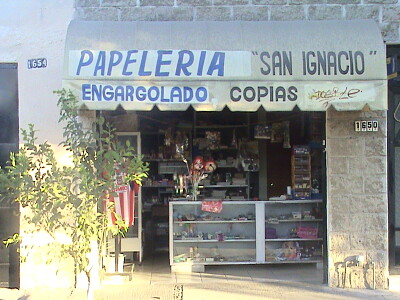 1654
PAPELERIA "SAN IGNACIO"
ENGARGOLADO COPIAS
1650